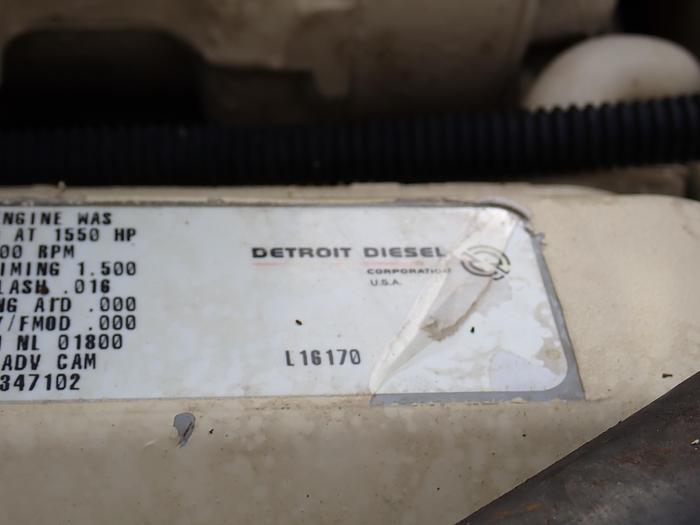 NGINE WAS
AT 1550 HP
00 RPM
IMING 1.500
LASH .016
NG AID .000
Y/FMOD .000
NL 01800
ADV CAM
347102
DETROIT DIESEL
CORPORATION
U.S.A.
L16170